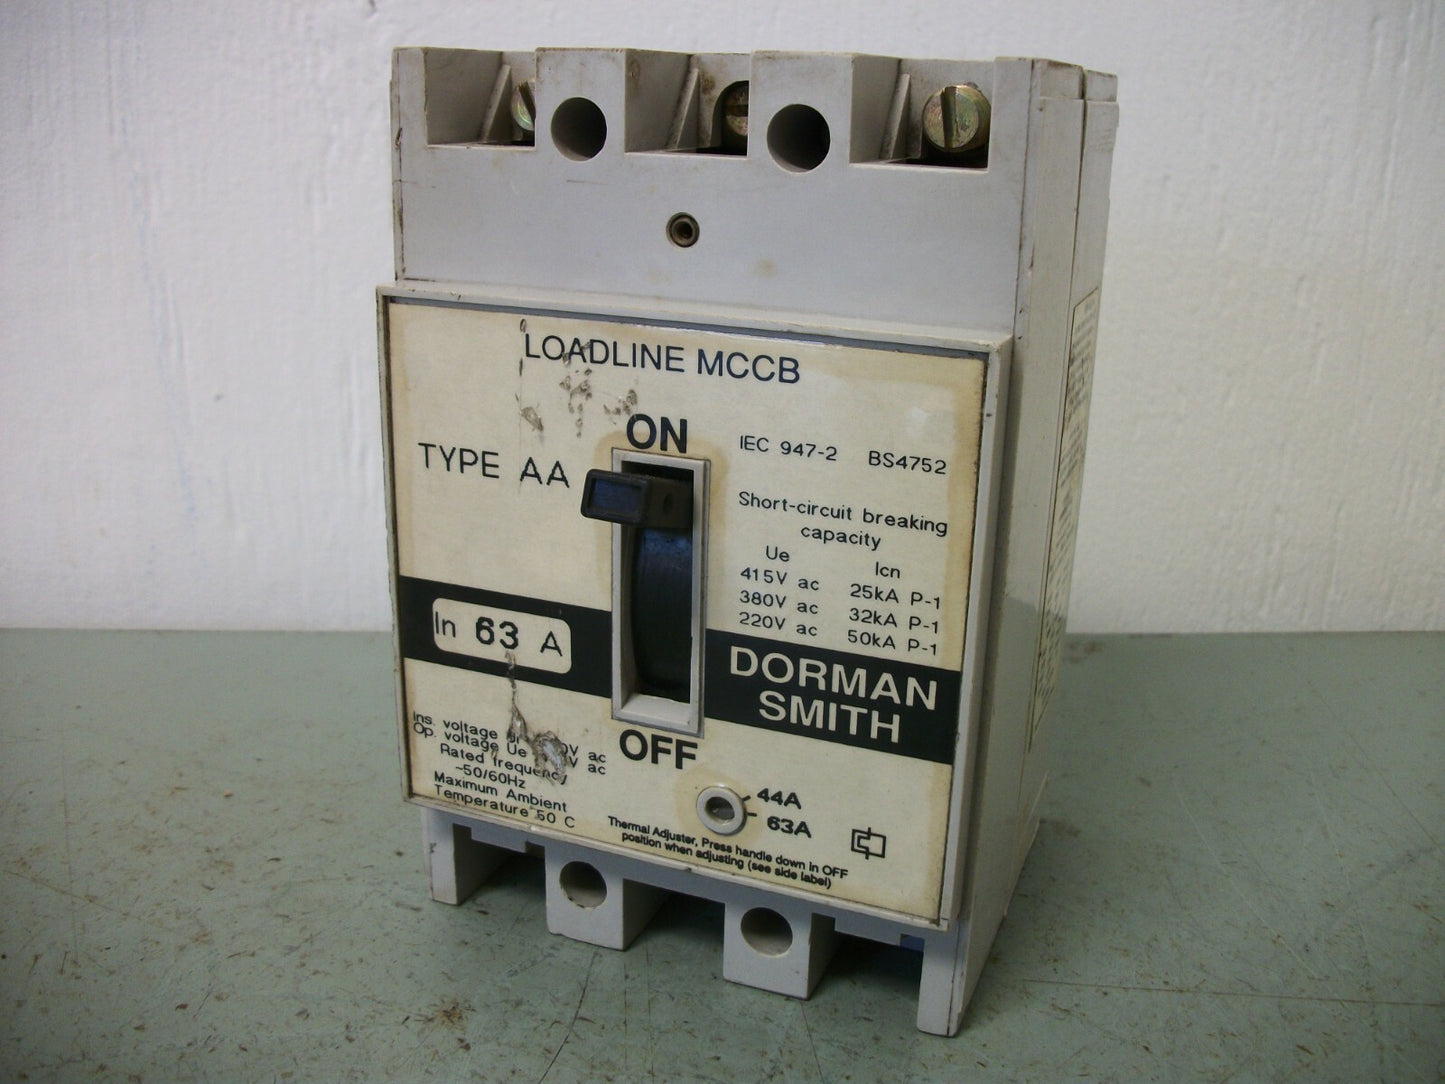 LOADLINE MCCB
ON
TYPE AA
IEC 947-2 BS4752
Short-circuit breaking
capacity
Ue Icn
415V ac 25kA P-1
380V ac 32kA P-1
220V ac 50kA P-1
In 63 A
DORMAN
SMITH
OFF
Ins. voltage V ac
Op. voltage Ue V ac
Rated frequency
~50/60Hz
Maximum Ambient
Temperature 50 C
44A
63A
Thermal Adjuster, Press handle down in OFF
position when adjusting (see side label)